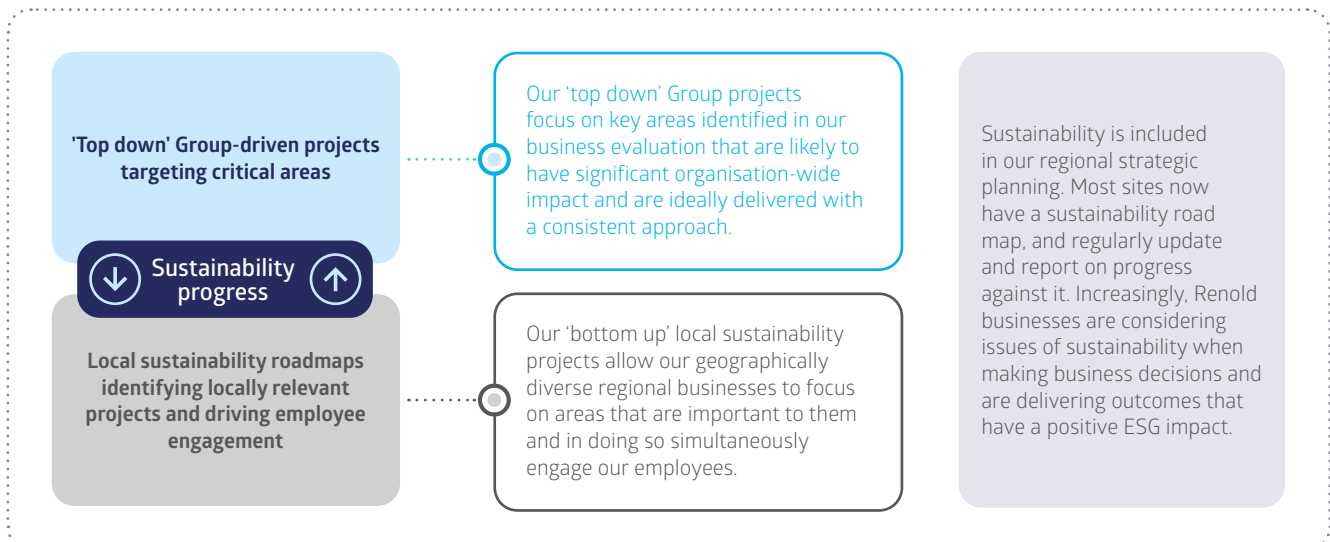 'Top down' Group-driven projects
targeting critical areas
Sustainability
progress
Local sustainability roadmaps
identifying locally relevant
projects and driving employee
engagement
Our ‘top down’ Group projects
focus on key areas identified in our
business evaluation that are likely to
have significant organisation-wide
impact and are ideally delivered with
a consistent approach.
Our ‘bottom up’ local sustainability
projects allow our geographically
diverse regional businesses to focus
on areas that are important to them
and in doing so simultaneously
engage our employees.
Sustainability is included
in our regional strategic
planning. Most sites now
have a sustainability road
map, and regularly update
and report on progress
against it. Increasingly, Renold
businesses are considering
issues of sustainability when
making business decisions and
are delivering outcomes that
have a positive ESG impact.